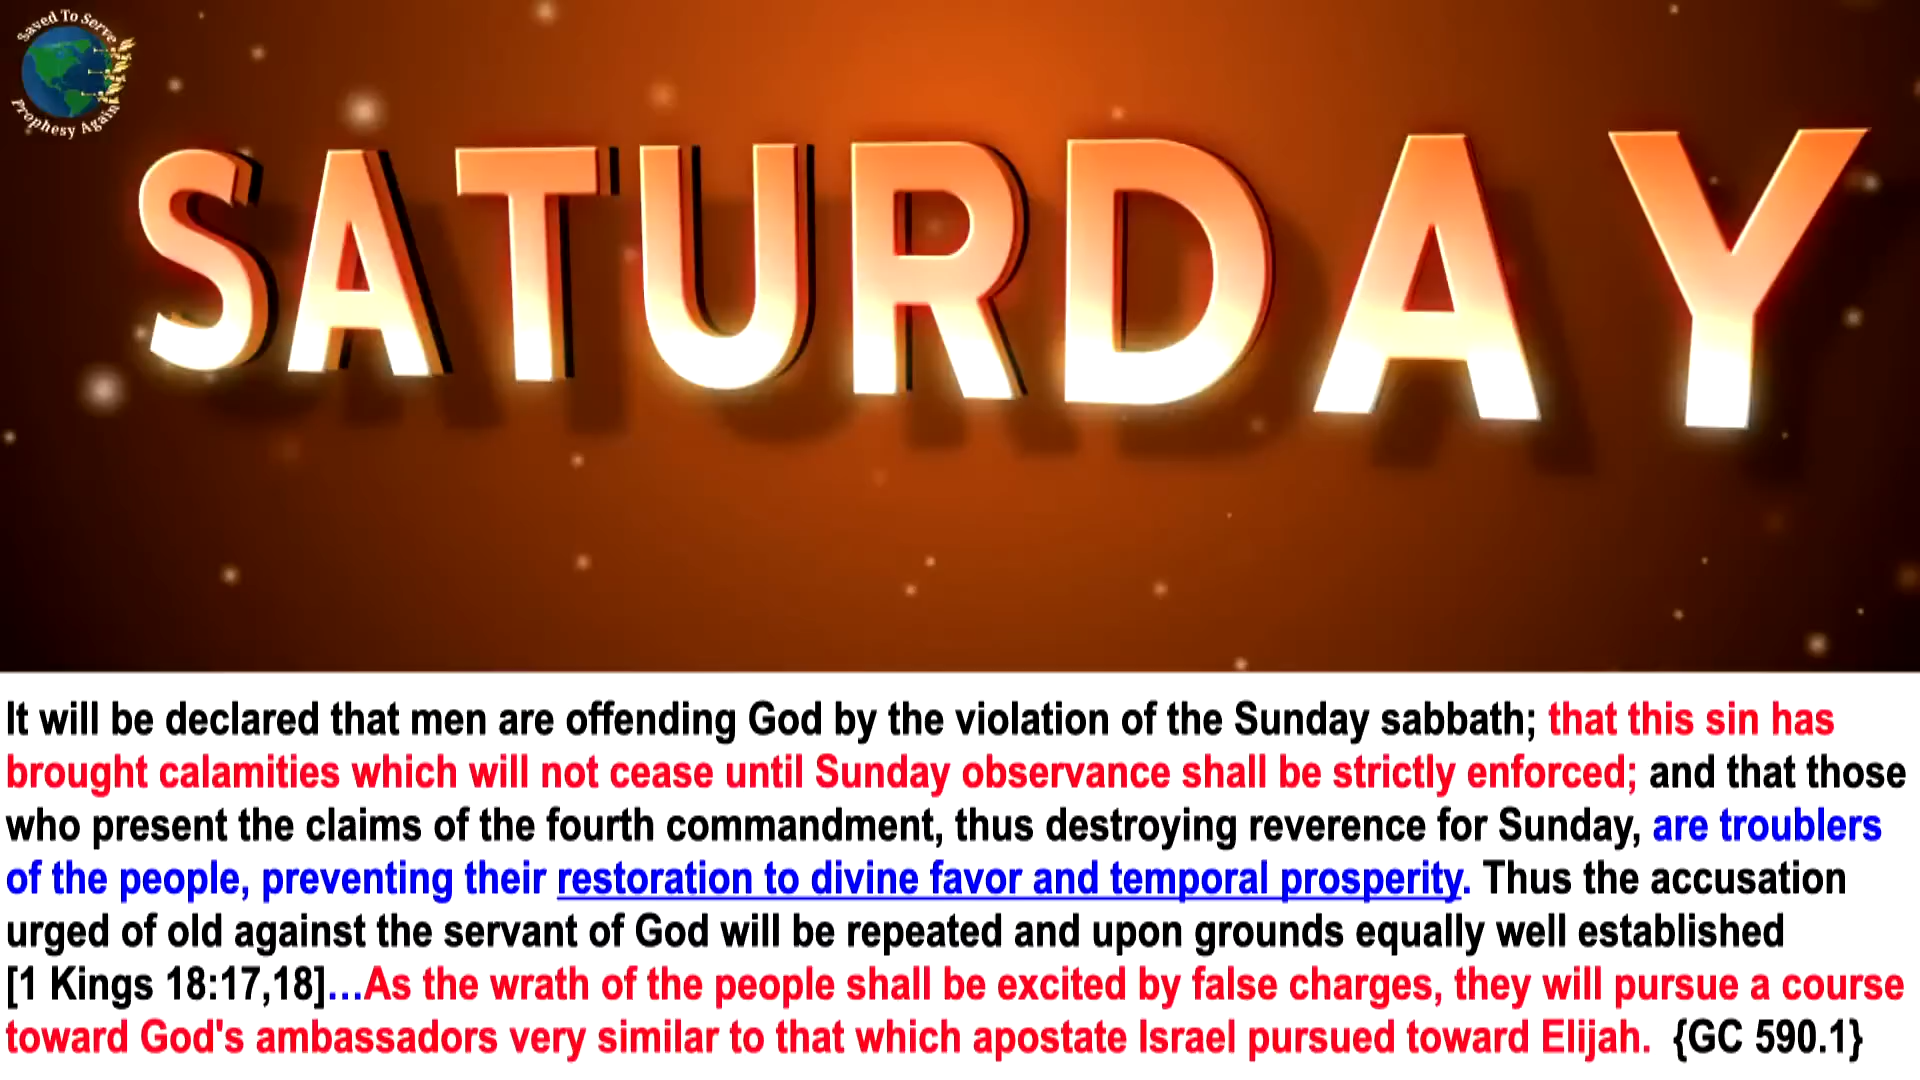 Saved To Serve
Prophesy Again
SATURDAY
It will be declared that men are offending God by the violation of the Sunday sabbath; that this sin has
brought calamities which will not cease until Sunday observance shall be strictly enforced; and that those
who present the claims of the fourth commandment, thus destroying reverence for Sunday, are troublers
of the people, preventing their restoration to divine favor and temporal prosperity. Thus the accusation
urged of old against the servant of God will be repeated and upon grounds equally well established
[1 Kings 18:17,18]...As the wrath of the people shall be excited by false charges, they will pursue a course
toward God's ambassadors very similar to that which apostate Israel pursued toward Elijah. {GC 590.1}